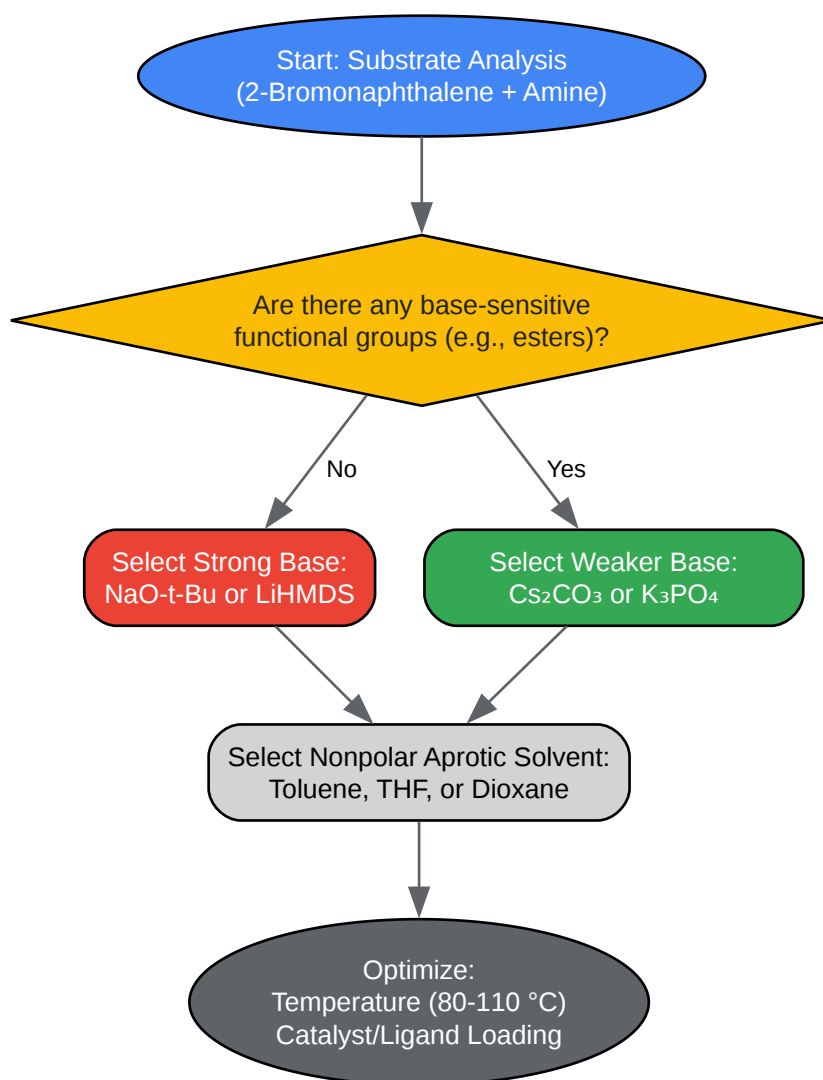 Start: Substrate Analysis
(2-Bromonaphthalene + Amine)
Are there any base-sensitive
functional groups (e.g., esters)?
No
Yes
Select Strong Base:
NaO-t-Bu or LiHMDS
Select Weaker Base:
Cs₂CO₃ or K₃PO₄
Select Nonpolar Aprotic Solvent:
Toluene, THF, or Dioxane
Optimize:
Temperature (80-110 °C)
Catalyst/Ligand Loading